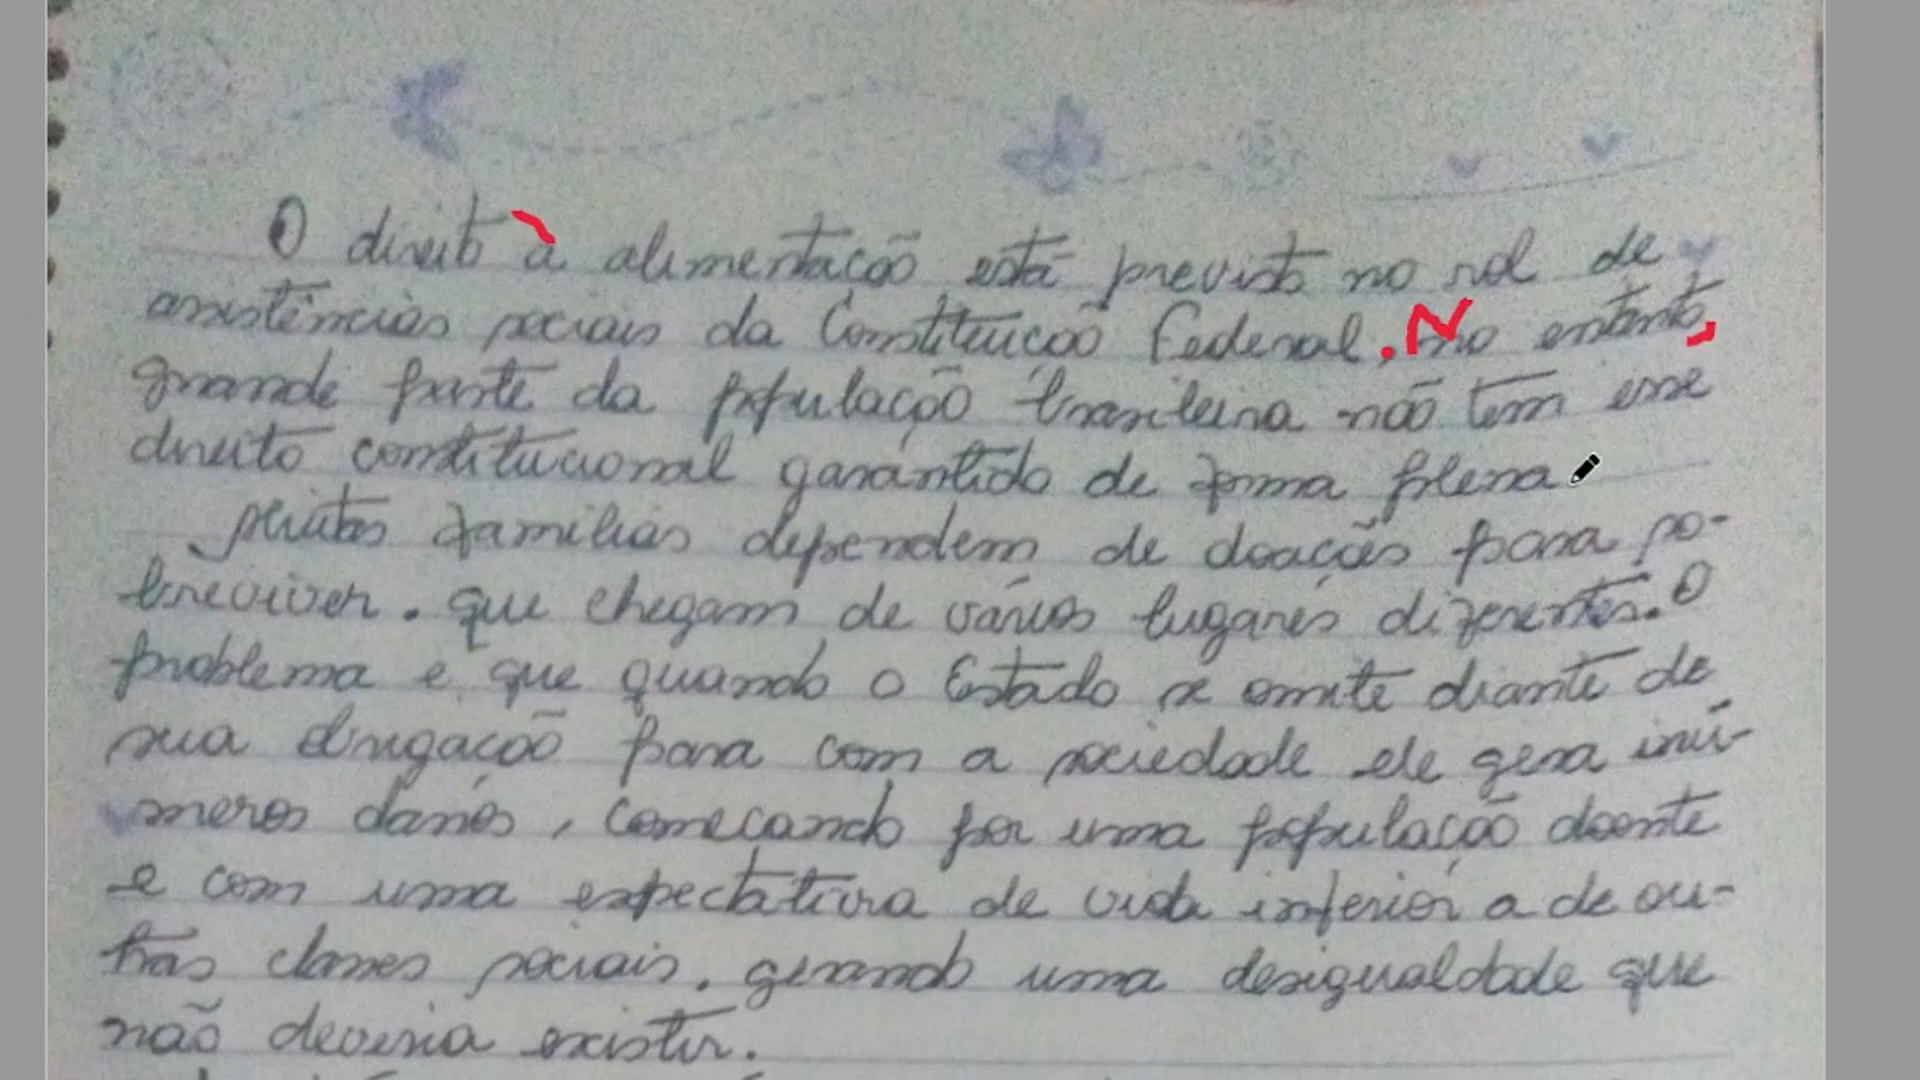 O direito à alimentação está previsto no rol de
assistências sociais da Constituição Federal. No entanto,
grande parte da população brasileira não tem esse
direito constitucional garantido de forma plena.
Muitas familias dependem de doações para so-
breviver. que chegam de vários lugares diferentes. O
problema e que quando o Estado se omite diante de
sua obrigação para com a sociedade ele gera inú-
meros danos, começando por uma população doente
e com uma expectativa de vida inferior a de ou-
tras classes sociais. gerando uma desigualdade que
não deveria existir.